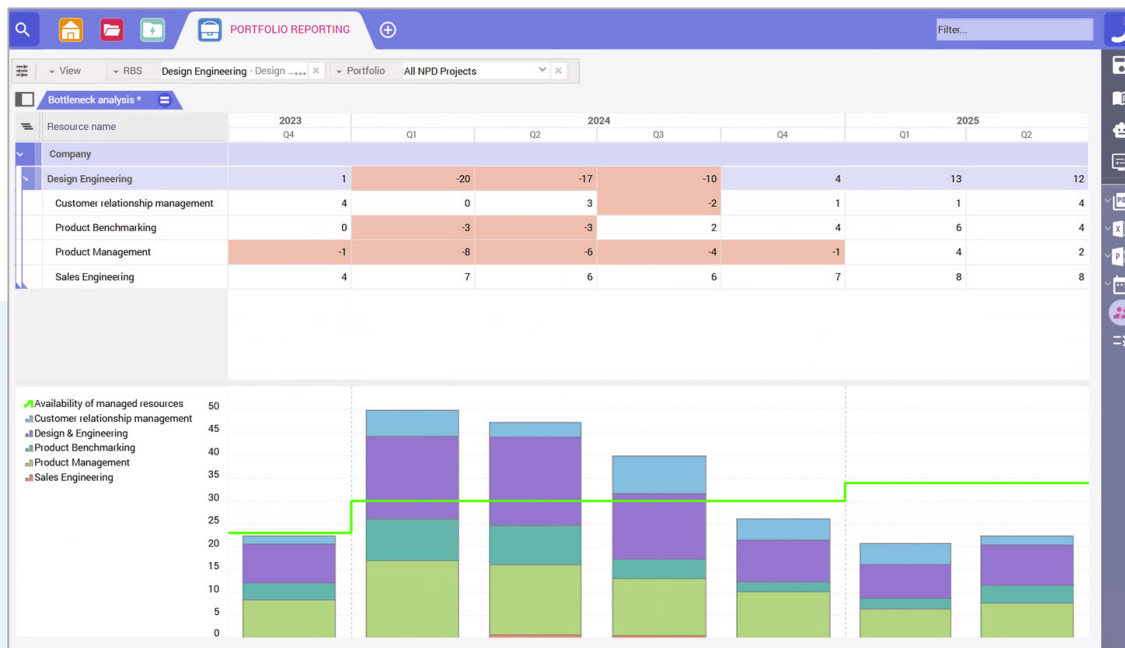 PORTFOLIO REPORTING
Filter...
View RBS Design Engineering - Design ..... Portfolio All NPD Projects
Bottleneck analysis *
Resource name 2023 2024 2025
Q4 Q1 Q2 Q3 Q4 Q1 Q2
Company
Design Engineering 1 -20 -17 -10 4 13 12
Customer relationship management 4 0 3 -2 1 1 4
Product Benchmarking 0 -3 -3 2 4 6 4
Product Management -1 -8 -6 -4 -1 4 2
Sales Engineering 4 7 6 6 7 8 8
Availability of managed resources
Customer relationship management
Design & Engineering
Product Benchmarking
Product Management
Sales Engineering
50
45
40
35
30
25
20
15
10
5
0